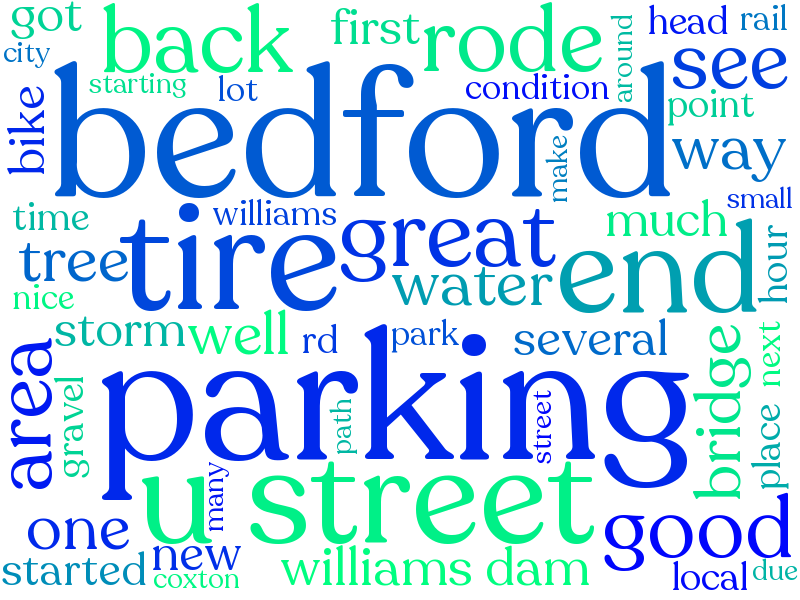 got
back
first
rode
around
head
rail
city
starting
lot
condition
see
bike
bedford
point
make
way
small
time
williams
great
much
tree
tire
water
end
hour
nice
storm
well
rd
park
several
area
gravel
parking
path
street
bridge
next
place
u
many
street
one
new
good
started
coxton
williams dam
local
due